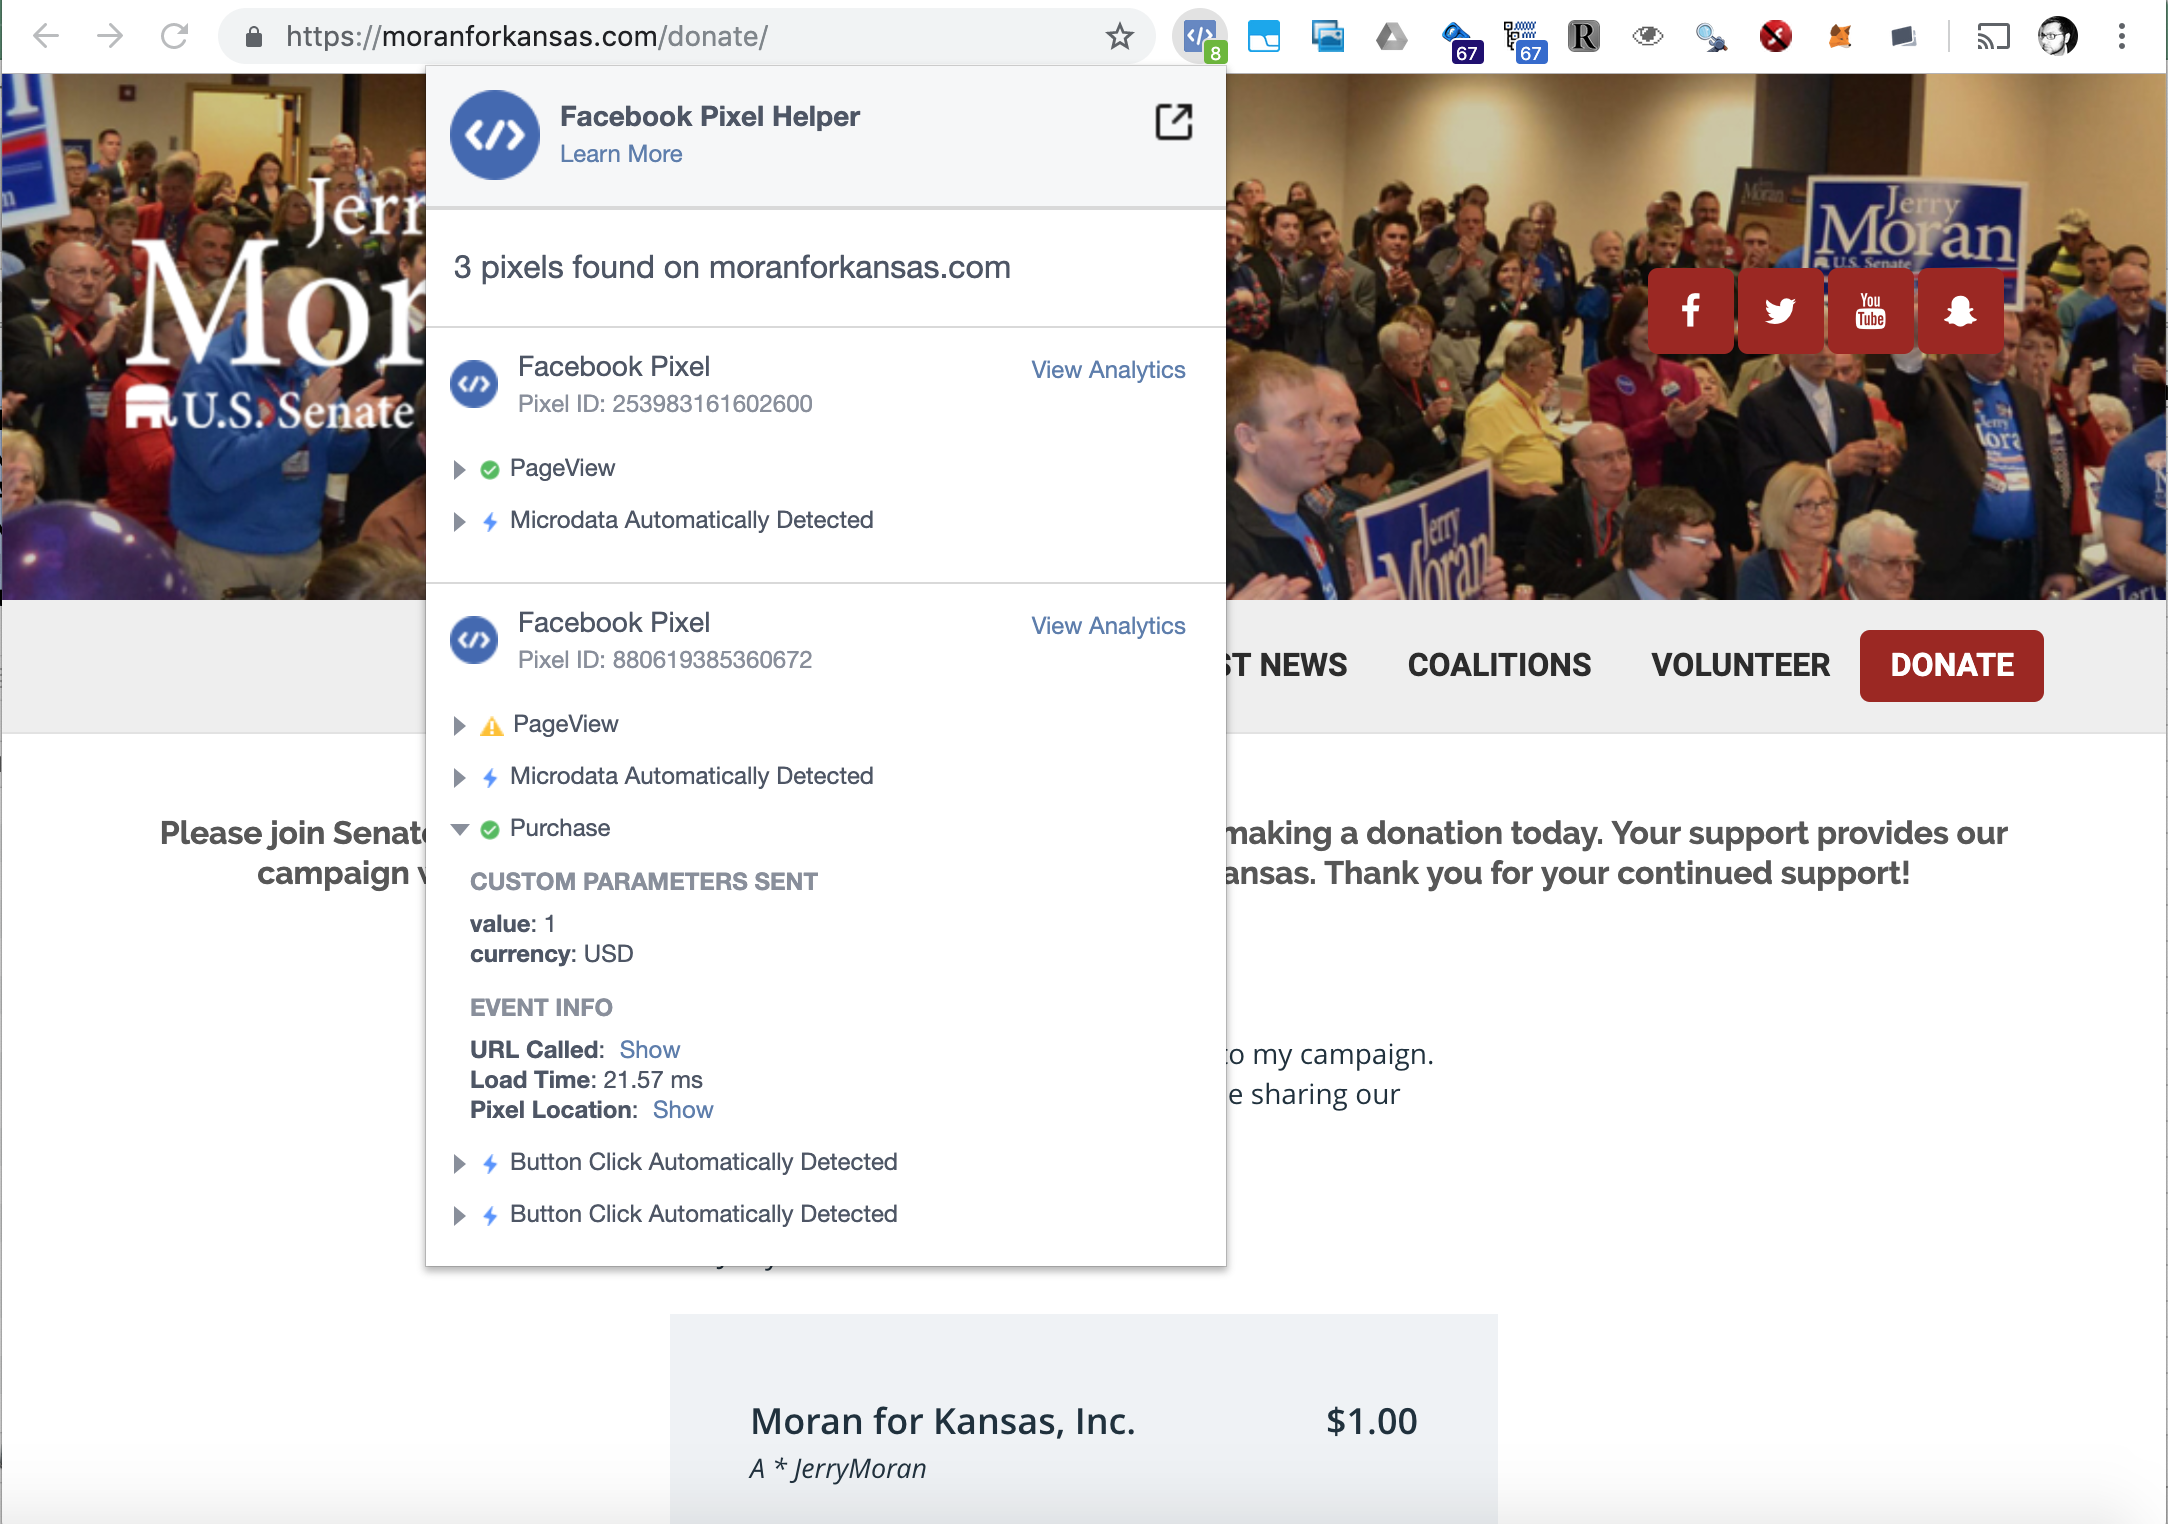 https://moranforkansas.com/donate/
8
67
67
R
Facebook Pixel Helper
Learn More
3 pixels found on moranforkansas.com
Facebook Pixel
View Analytics
Pixel ID: 253983161602600
PageView
Microdata Automatically Detected
Facebook Pixel
View Analytics
Pixel ID: 880619385360672
PageView
Microdata Automatically Detected
Purchase
CUSTOM PARAMETERS SENT
value: 1
currency: USD
EVENT INFO
URL Called: Show
Load Time: 21.57 ms
Pixel Location: Show
Button Click Automatically Detected
Button Click Automatically Detected
Jerr
Mor
U.S. Senate
Jerry
Moran
U.S. Senate
You
Tube
Jerry
Moran
ST NEWS
COALITIONS
VOLUNTEER
DONATE
Please join Senat
making a donation today. Your support provides our
campaign
ansas. Thank you for your continued support!
to my campaign.
e sharing our
Moran for Kansas, Inc.
$1.00
A * JerryMoran